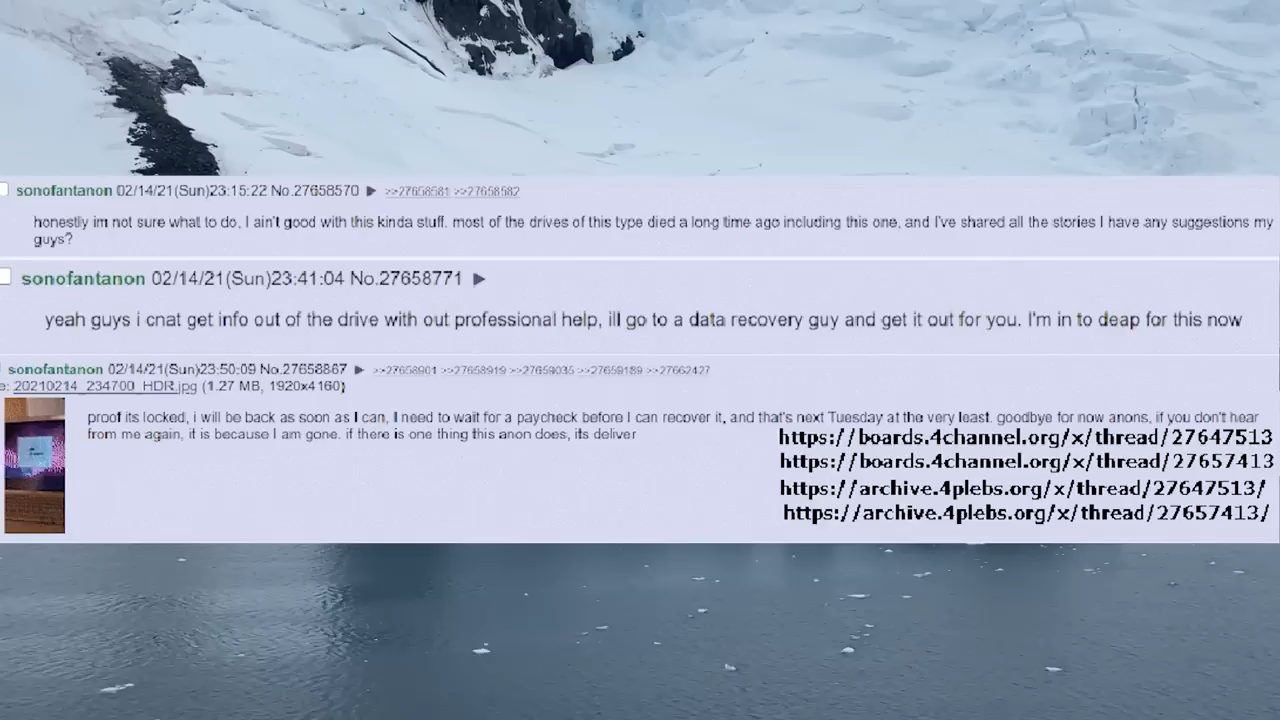 sonofantanon 02/14/21(Sun)23:15:22 No.27658570 ▶ >>27658581 >>27658582
honestly im not sure what to do, I ain't good with this kinda stuff. most of the drives of this type died a long time ago including this one, and I've shared all the stories I have any suggestions my
guys?
sonofantanon 02/14/21(Sun)23:41:04 No.27658771 ▶
yeah guys i cnat get info out of the drive with out professional help, ill go to a data recovery guy and get it out for you. I'm in to deap for this now
sonofantanon 02/14/21(Sun)23:50:09 No.27658867 ▶ >>27658901 >>27658919 >>27659035 >>27659189 >>27662427
e: 20210214_234700_HDR.jpg (1.27 MB, 1920x4160)
proof its locked, i will be back as soon as I can, I need to wait for a paycheck before I can recover it, and that's next Tuesday at the very least. goodbye for now anons, if you don't hear
from me again, it is because I am gone. if there is one thing this anon does, its deliver
https://boards.4channel.org/x/thread/27647513
https://boards.4channel.org/x/thread/27657413
https://archive.4plebs.org/x/thread/27647513/
https://archive.4plebs.org/x/thread/27657413/